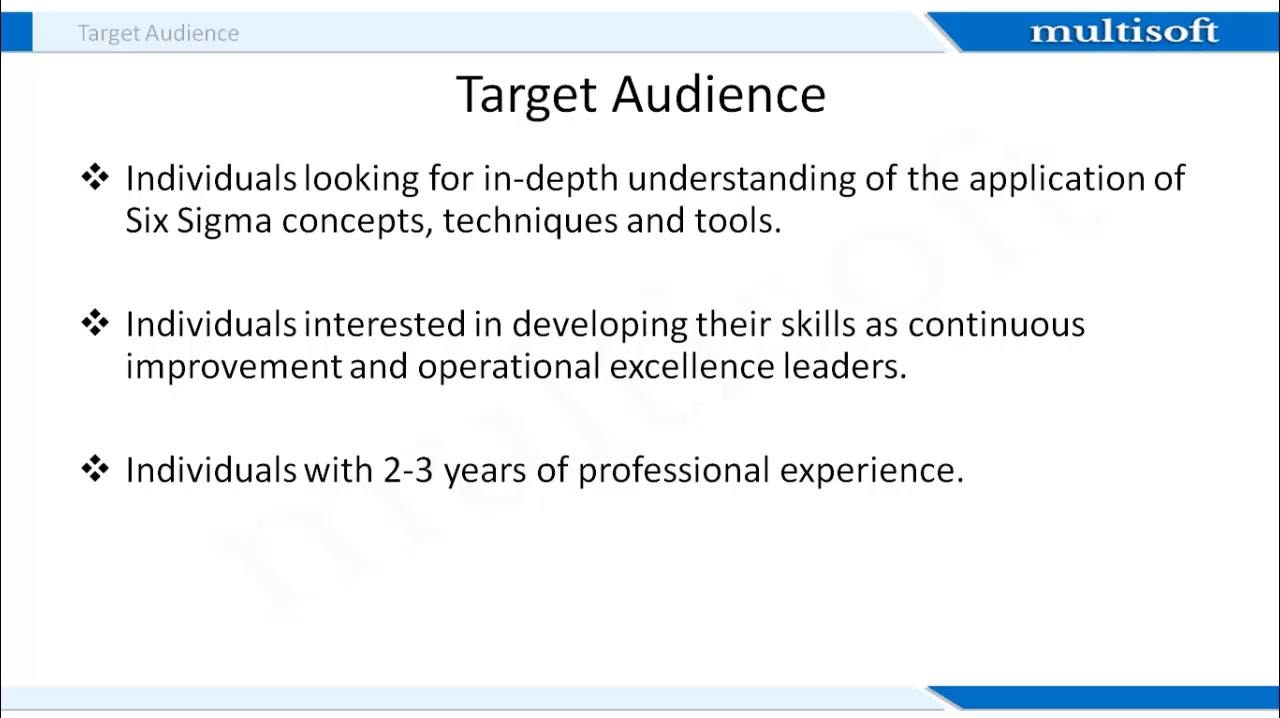 Target Audience
multisoft
Target Audience
❖ Individuals looking for in-depth understanding of the application of
Six Sigma concepts, techniques and tools.
❖ Individuals interested in developing their skills as continuous
improvement and operational excellence leaders.
❖ Individuals with 2-3 years of professional experience.
multisoft